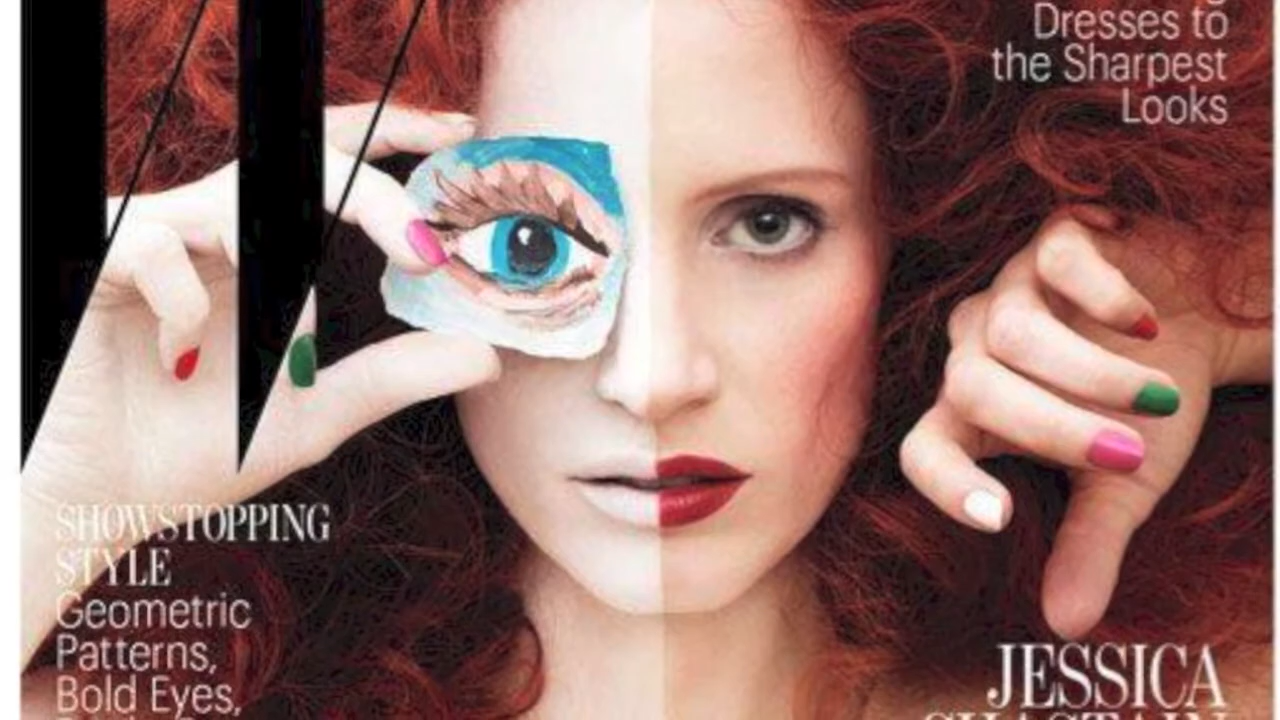 W
Dresses to
the Sharpest
Looks
SHOWSTOPPING
STYLE
Geometric
Patterns,
Bold Eyes,
JESSICA